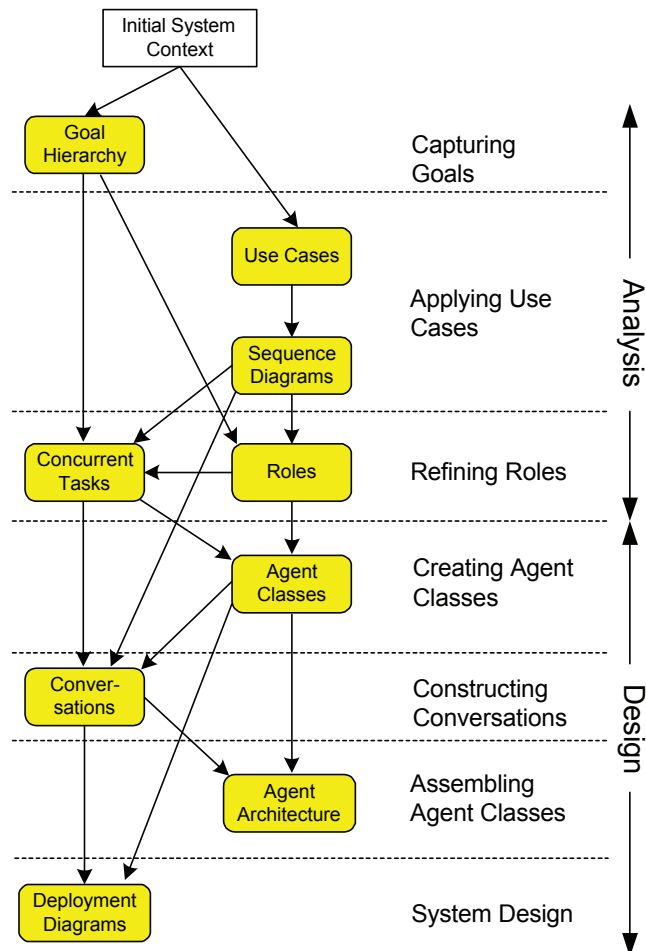 Initial System
Context
Goal
Hierarchy
Capturing
Goals
Use Cases
Applying Use
Cases
Sequence
Diagrams
Analysis
Concurrent
Tasks
Roles
Refining Roles
Agent
Classes
Creating Agent
Classes
Conver-
sations
Constructing
Conversations
Design
Agent
Architecture
Assembling
Agent Classes
Deployment
Diagrams
System Design